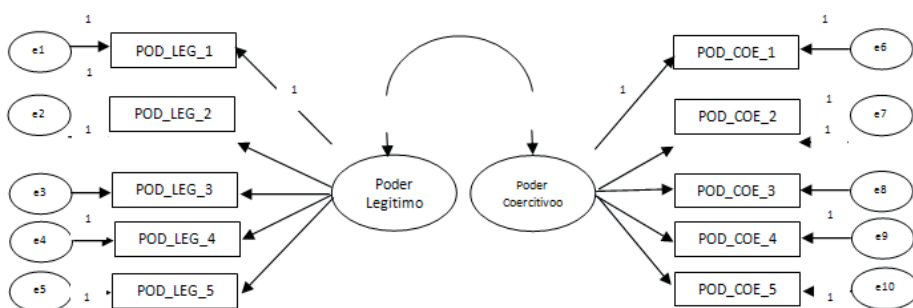 1
1
e1
POD_LEG_1
POD_COE_1
e6
1
1
1
1
e2
POD_LEG_2
POD_COE_2
e7
1
1
e3
POD_LEG_3
Poder
Legitimo
Poder
Coercitivoo
POD_COE_3
e8
1
1
e4
POD_LEG_4
POD_COE_4
e9
e5
1
POD_LEG_5
POD_COE_5
1
e10